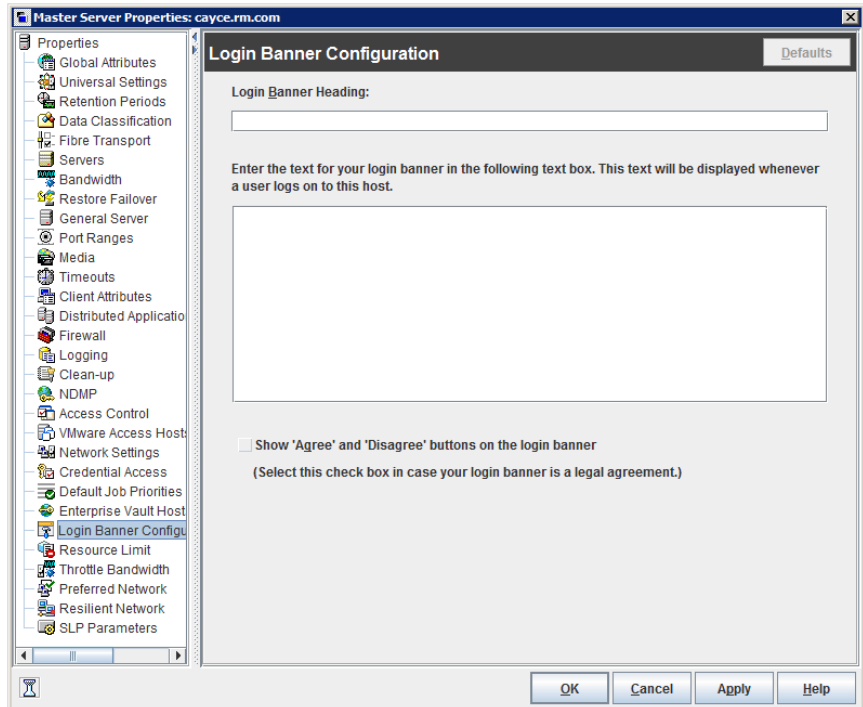 Master Server Properties: cayce.rm.com
Properties
Global Attributes
Universal Settings
Retention Periods
Data Classification
Fibre Transport
Servers
Bandwidth
Restore Failover
General Server
Port Ranges
Media
Timeouts
Client Attributes
Distributed Applicatio
Firewall
Logging
Clean-up
NDMP
Access Control
VMware Access Hosts
Network Settings
Credential Access
Default Job Priorities
Enterprise Vault Host
Login Banner Configu
Resource Limit
Throttle Bandwidth
Preferred Network
Resilient Network
SLP Parameters
Login Banner Configuration
Defaults
Login Banner Heading:
Enter the text for your login banner in the following text box. This text will be displayed whenever
a user logs on to this host.
Show 'Agree' and 'Disagree' buttons on the login banner
(Select this check box in case your login banner is a legal agreement.)
OK
Cancel
Apply
Help